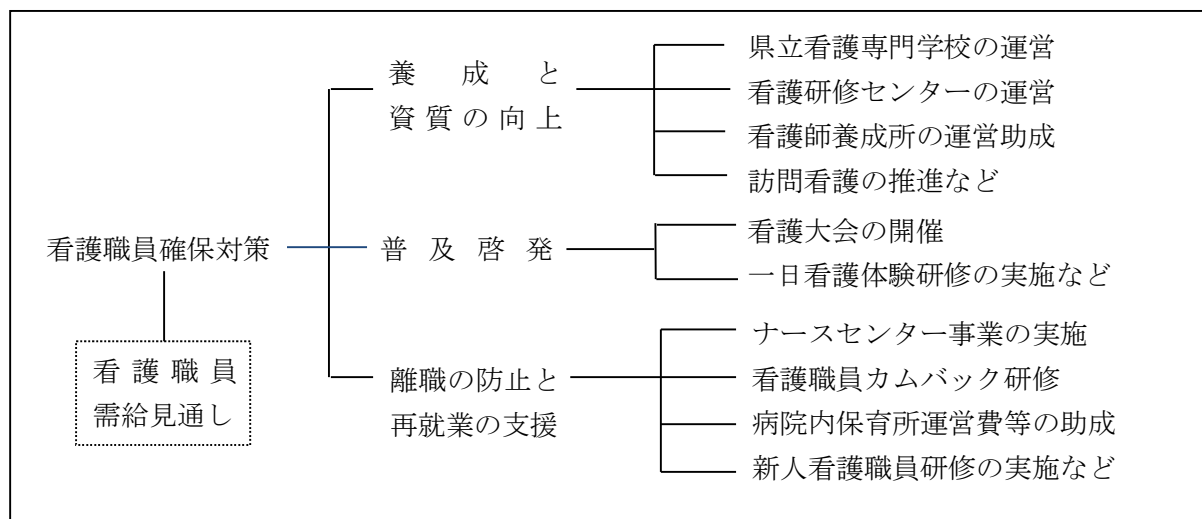 看護職員確保対策
看護職員
需給見通し
養成と
資質の向上
県立看護専門学校の運営
看護研修センターの運営
看護師養成所の運営助成
訪問看護の推進など
普及啓発
看護大会の開催
一日看護体験研修の実施など
離職の防止と
再就業の支援
ナースセンター事業の実施
看護職員カムバック研修
病院内保育所運営費等の助成
新人看護職員研修の実施など